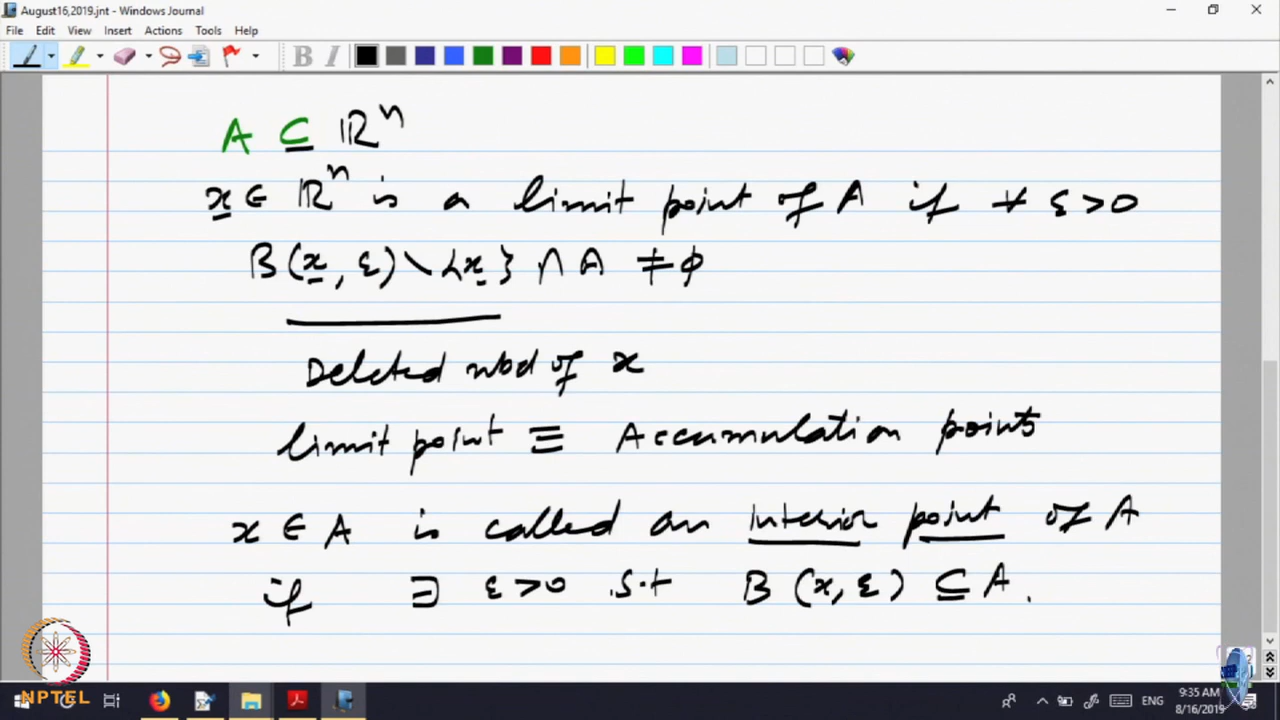 August16,2019.jnt - Windows Journal
File Edit View Insert Actions Tools Help
B I
A ⊆ ℝⁿ
x ∈ ℝⁿ is a limit point of A if ∀ ε > 0
B(x, ε) \ {x} ∩ A ≠ φ
Deleted nbd of x
limit point ≡ Accumulation points
x ∈ A is called an interior point of A
if ∃ ε > 0 s.t B (x, ε) ⊆ A.
NPTEL
ENG
9:35 AM
8/16/2019